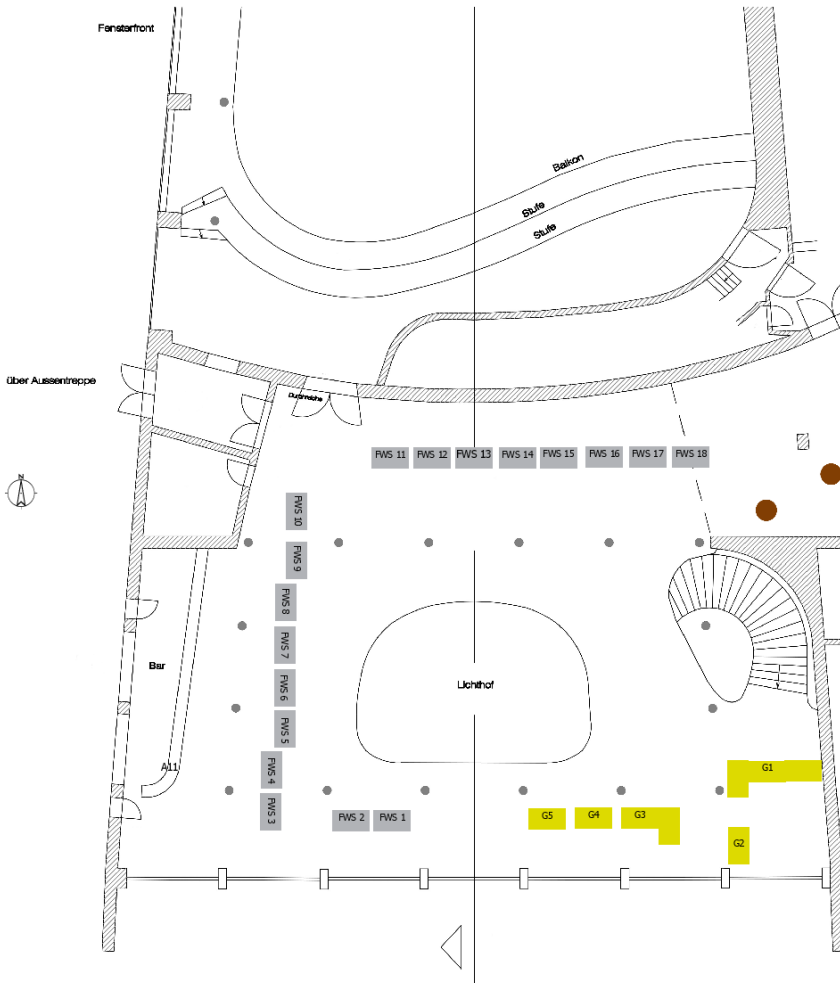 Fensterfront
Balkon
Stufe
Stufe
über Aussentreppe
Durchreiche
N
FWS 11
FWS 12
FWS 13
FWS 14
FWS 15
FWS 16
FWS 17
FWS 18
FWS 10
FWS 9
FWS 8
FWS 7
FWS 6
FWS 5
FWS 4
FWS 3
FWS 2
FWS 1
Bar
Lichthof
A11
G1
G5
G4
G3
G2